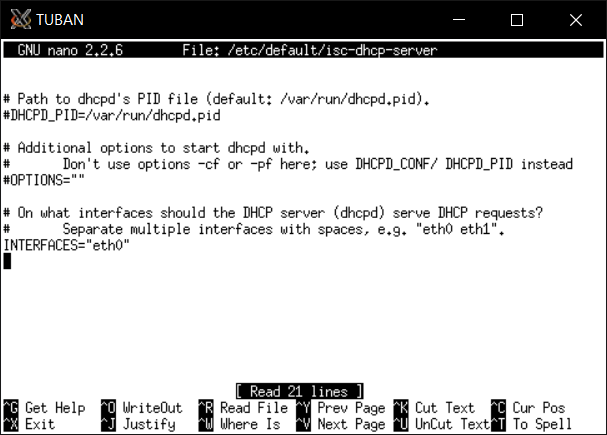 TUBAN
GNU nano 2.2.6 File: /etc/default/isc-dhcp-server
# Path to dhcpd's PID file (default: /var/run/dhcpd.pid).
#DHCPD_PID=/var/run/dhcpd.pid
# Additional options to start dhcpd with.
# Don't use options -cf or -pf here; use DHCPD_CONF/ DHCPD_PID instead
#OPTIONS=""
# On what interfaces should the DHCP server (dhcpd) serve DHCP requests?
# Separate multiple interfaces with spaces, e.g. "eth0 eth1".
INTERFACES="eth0"
[ Read 21 lines ]
^G Get Help ^O WriteOut ^R Read File ^Y Prev Page ^K Cut Text ^C Cur Pos
^X Exit ^J Justify ^W Where Is ^V Next Page ^U UnCut Text ^T To Spell